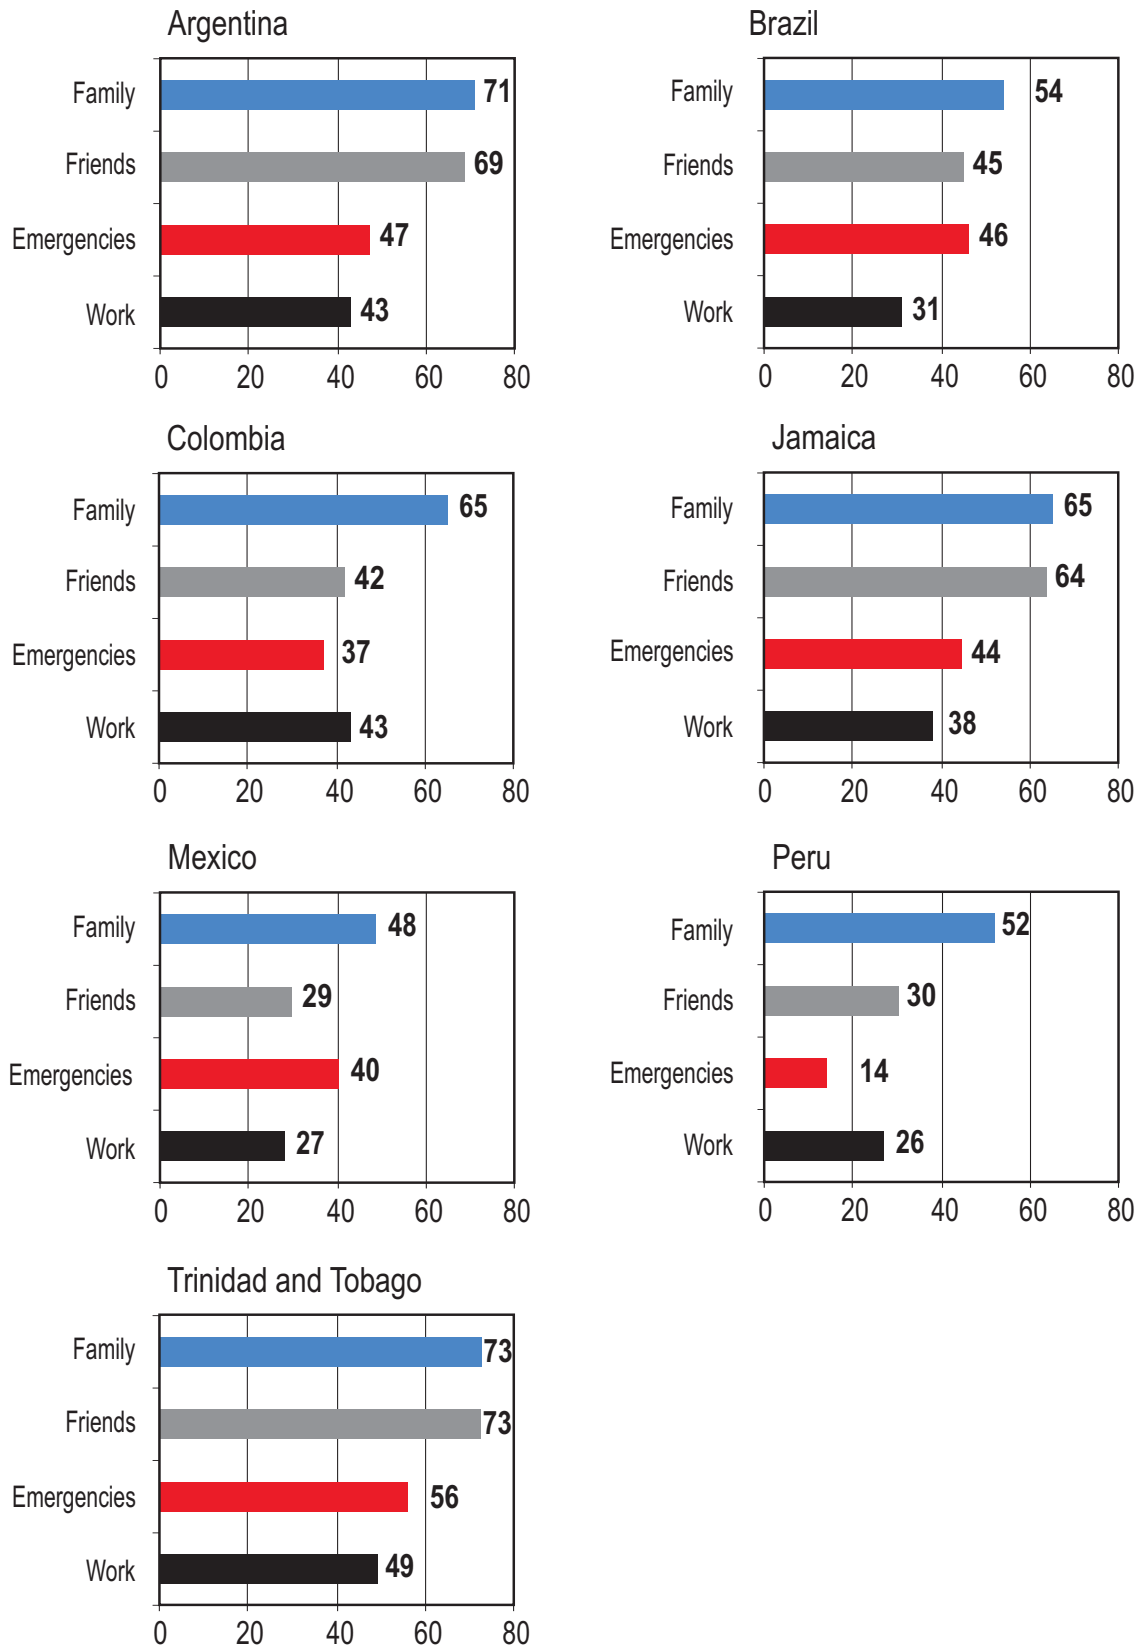 Argentina
Family 71
Friends 69
Emergencies 47
Work 43
0 20 40 60 80
Brazil
Family 54
Friends 45
Emergencies 46
Work 31
0 20 40 60 80
Colombia
Family 65
Friends 42
Emergencies 37
Work 43
0 20 40 60 80
Jamaica
Family 65
Friends 64
Emergencies 44
Work 38
0 20 40 60 80
Mexico
Family 48
Friends 29
Emergencies 40
Work 27
0 20 40 60 80
Peru
Family 52
Friends 30
Emergencies 14
Work 26
0 20 40 60 80
Trinidad and Tobago
Family 73
Friends 73
Emergencies 56
Work 49
0 20 40 60 80